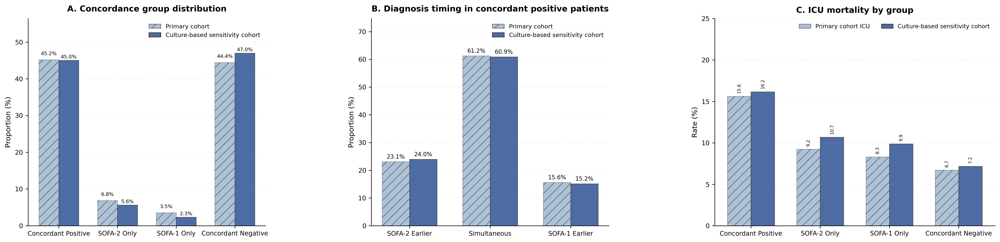 A. Concordance group distribution
Primary cohort
Culture-based sensitivity cohort
Proportion (%)
50
40
30
20
10
0
45.2%
45.0%
6.8%
5.6%
3.5%
2.3%
44.4%
47.0%
Concordant Positive
SOFA-2 Only
SOFA-1 Only
Concordant Negative
B. Diagnosis timing in concordant positive patients
Primary cohort
Culture-based sensitivity cohort
Proportion (%)
70
60
50
40
30
20
10
0
23.1%
24.0%
61.2%
60.9%
15.6%
15.2%
SOFA-2 Earlier
Simultaneous
SOFA-1 Earlier
C. ICU mortality by group
Primary cohort ICU
Culture-based sensitivity cohort
Rate (%)
25
20
15
10
5
0
15.6
16.2
9.2
10.7
8.3
9.9
6.7
7.2
Concordant Positive
SOFA-2 Only
SOFA-1 Only
Concordant Negative